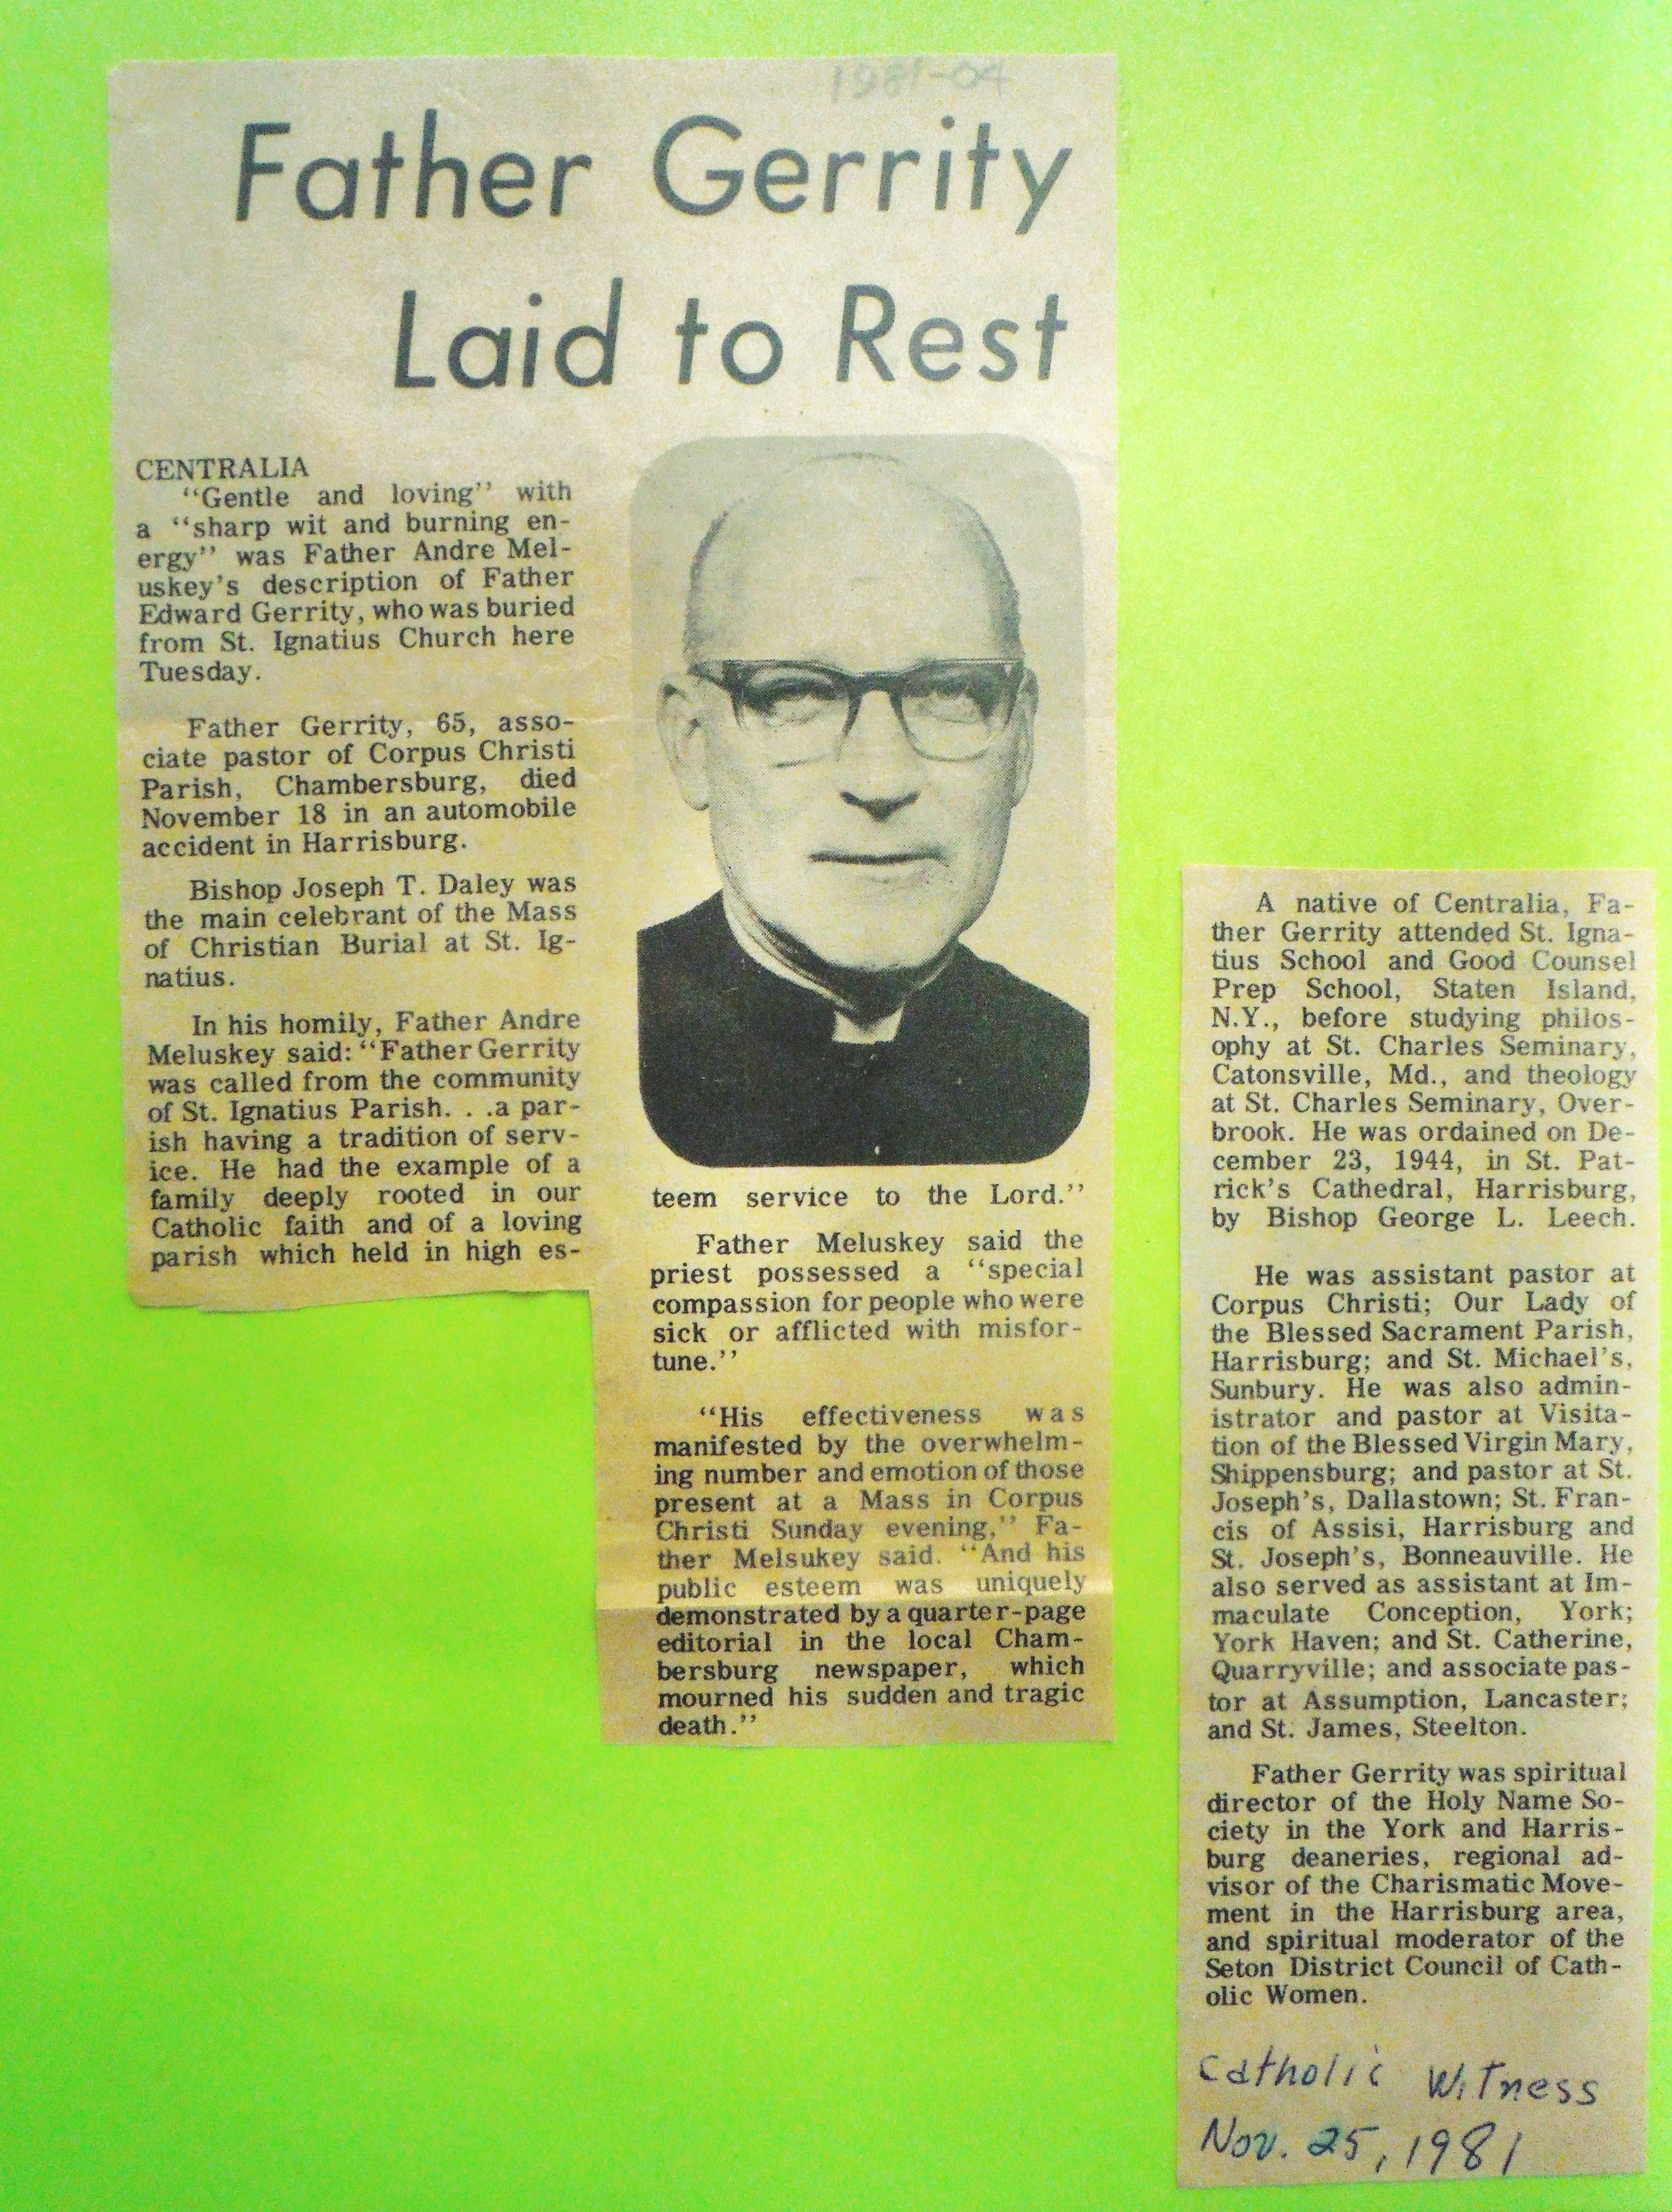 1981-04
Father Gerrity
Laid to Rest
CENTRALIA
“Gentle and loving” with
a “sharp wit and burning en-
ergy” was Father Andre Mel-
uskey's description of Father
Edward Gerrity, who was buried
from St. Ignatius Church here
Tuesday.
Father Gerrity, 65, asso-
ciate pastor of Corpus Christi
Parish, Chambersburg, died
November 18 in an automobile
accident in Harrisburg.
Bishop Joseph T. Daley was
the main celebrant of the Mass
of Christian Burial at St. Ig-
natius.
In his homily, Father Andre
Meluskey said: “Father Gerrity
was called from the community
of St. Ignatius Parish. . .a par-
ish having a tradition of serv-
ice. He had the example of a
family deeply rooted in our
Catholic faith and of a loving
parish which held in high es-
teem service to the Lord.”
Father Meluskey said the
priest possessed a “special
compassion for people who were
sick or afflicted with misfor-
tune.”
“His effectiveness was
manifested by the overwhelm-
ing number and emotion of those
present at a Mass in Corpus
Christi Sunday evening,” Fa-
ther Melsukey said. “And his
public esteem was uniquely
demonstrated by a quarter-page
editorial in the local Cham-
bersburg newspaper, which
mourned his sudden and tragic
death.”
A native of Centralia, Fa-
ther Gerrity attended St. Igna-
tius School and Good Counsel
Prep School, Staten Island,
N.Y., before studying philos-
ophy at St. Charles Seminary,
Catonsville, Md., and theology
at St. Charles Seminary, Over-
brook. He was ordained on De-
cember 23, 1944, in St. Pat-
rick's Cathedral, Harrisburg,
by Bishop George L. Leech.
He was assistant pastor at
Corpus Christi; Our Lady of
the Blessed Sacrament Parish,
Harrisburg; and St. Michael's,
Sunbury. He was also admin-
istrator and pastor at Visita-
tion of the Blessed Virgin Mary,
Shippensburg; and pastor at St.
Joseph's, Dallastown; St. Fran-
cis of Assisi, Harrisburg and
St. Joseph's, Bonneauville. He
also served as assistant at Im-
maculate Conception, York;
York Haven; and St. Catherine,
Quarryville; and associate pas-
tor at Assumption, Lancaster;
and St. James, Steelton.
Father Gerrity was spiritual
director of the Holy Name So-
ciety in the York and Harris-
burg deaneries, regional ad-
visor of the Charismatic Move-
ment in the Harrisburg area,
and spiritual moderator of the
Seton District Council of Cath-
olic Women.
Catholic Witness
Nov. 25, 1981